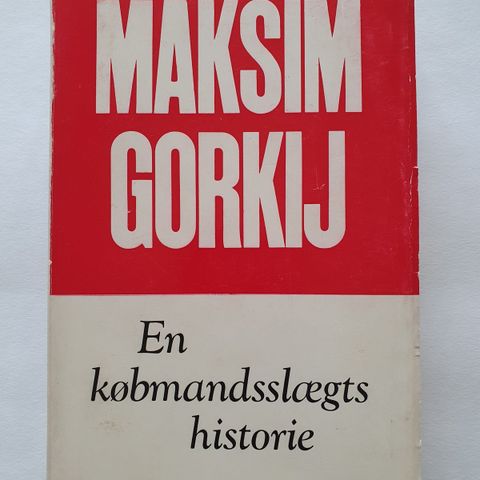 MAKSIM
GORKIJ
En
købmandsslægts
historie